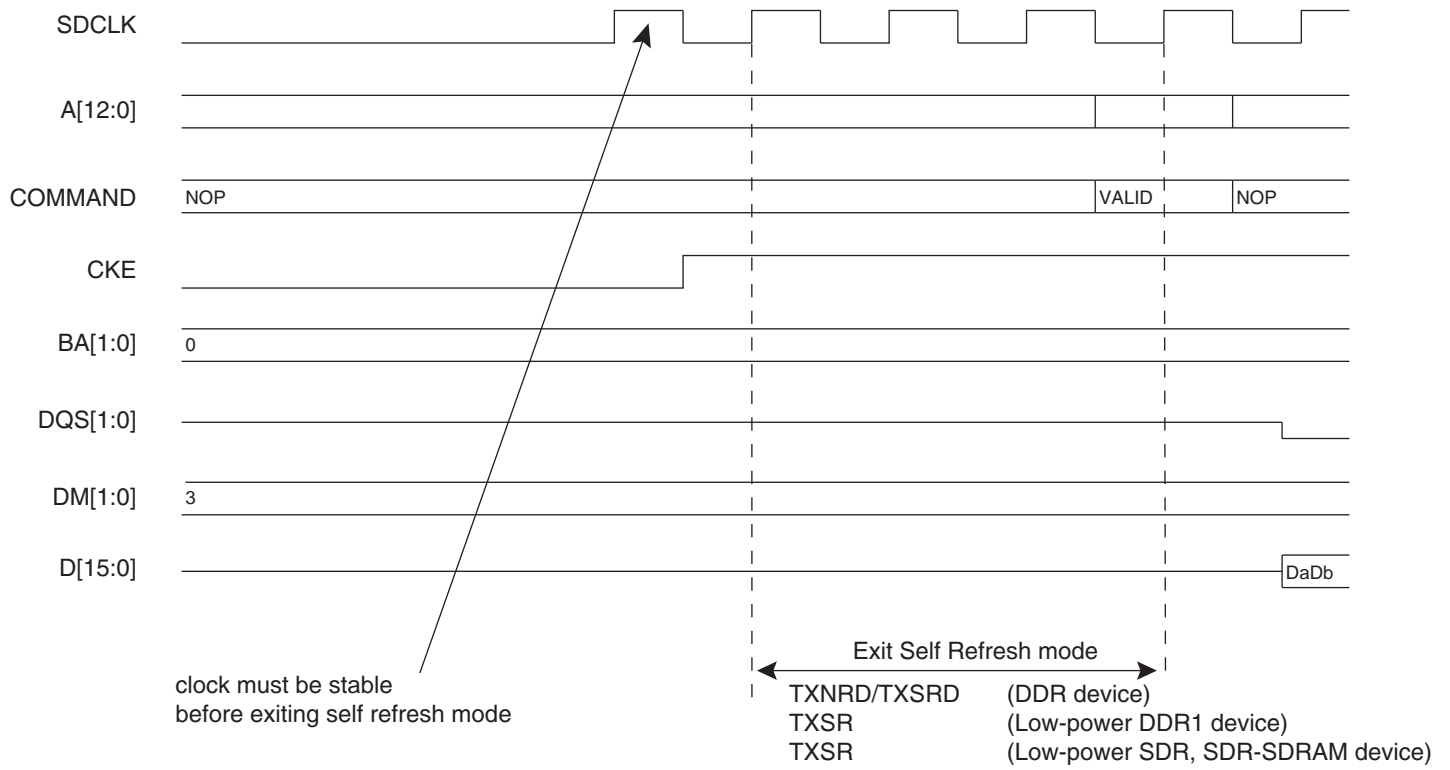 SDCLK
A[12:0]
COMMAND NOP VALID NOP
CKE
BA[1:0] 0
DQS[1:0]
DM[1:0] 3
D[15:0] DaDb
clock must be stable
before exiting self refresh mode
Exit Self Refresh mode
TXNRD/TXSRD (DDR device)
TXSR (Low-power DDR1 device)
TXSR (Low-power SDR, SDR-SDRAM device)